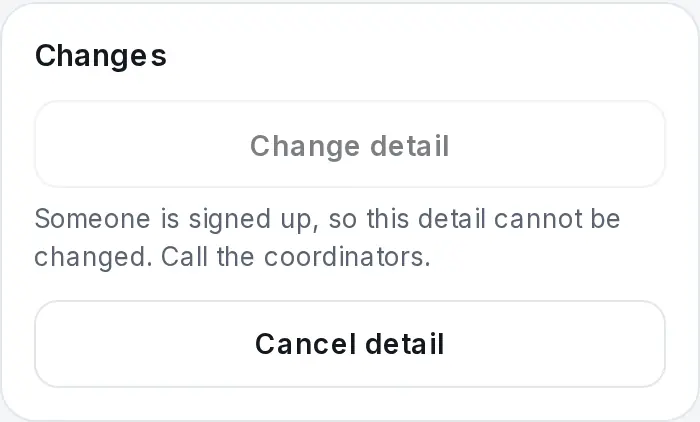 Changes
Change detail
Someone is signed up, so this detail cannot be
changed. Call the coordinators.
Cancel detail